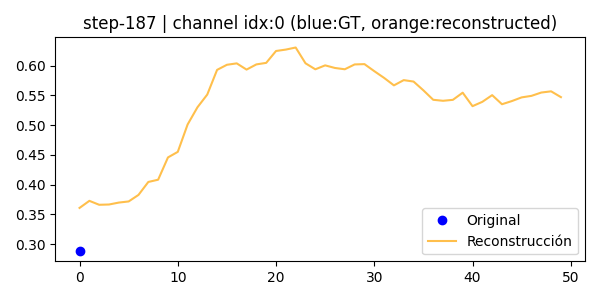 step-187 | channel idx:0 (blue:GT, orange:reconstructed)
0.60
0.55
0.50
0.45
0.40
0.35
0.30
Original
Reconstrucción
0 10 20 30 40 50